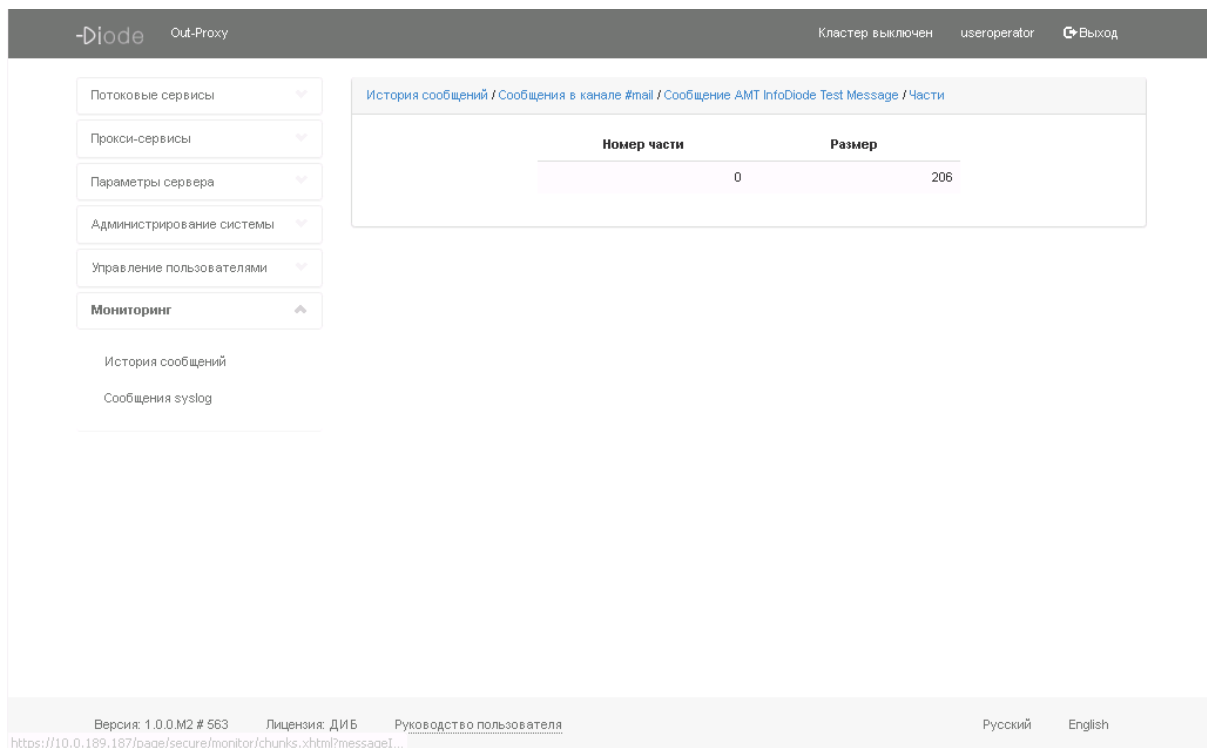 -Diode Out-Proxy Кластер выключен useroperator Выход
Потоковые сервисы
Прокси-сервисы
Параметры сервера
Администрирование системы
Управление пользователями
Мониторинг
История сообщений
Сообщения syslog
История сообщений / Сообщения в канале #mail / Сообщение AMT InfoDiode Test Message / Части
Номер части Размер
0 206
Версия: 1.0.0.M2 # 563 Лицензия: ДИБ Руководство пользователя Русский English
https://10.0.189.187/page/secure/monitor/chunks.xhtml?messageI...